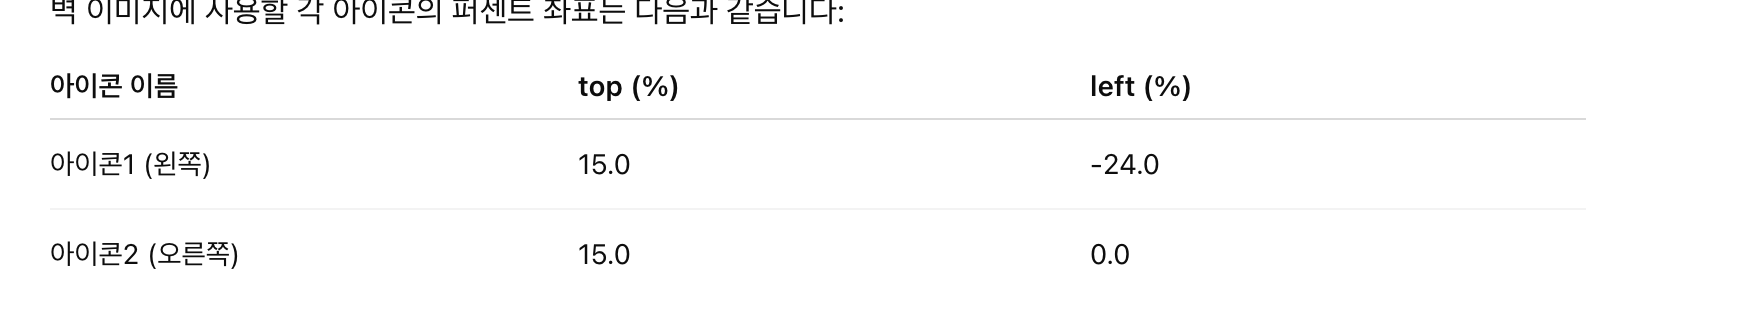 벽 이미지에 사용할 각 아이콘의 퍼센트 좌표는 다음과 같습니다:
아이콘 이름 top (%) left (%)
아이콘1 (왼쪽) 15.0 -24.0
아이콘2 (오른쪽) 15.0 0.0